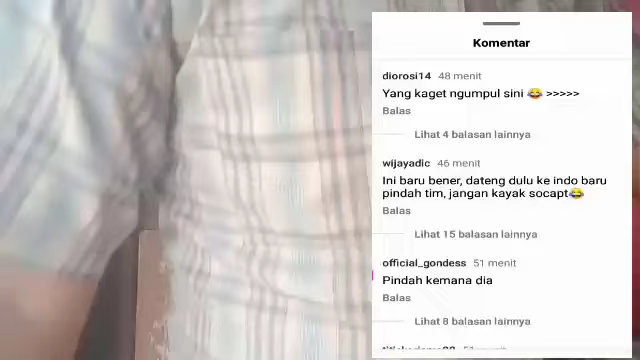 Komentar
diorosi14 48 menit
Yang kaget ngumpul sini 😂 >>>>>
Balas
Lihat 4 balasan lainnya
wijayadic 46 menit
Ini baru bener, dateng dulu ke indo baru
pindah tim, jangan kayak socapt😂
Balas
Lihat 15 balasan lainnya
official_gondess 51 menit
Pindah kemana dia
Balas
Lihat 8 balasan lainnya